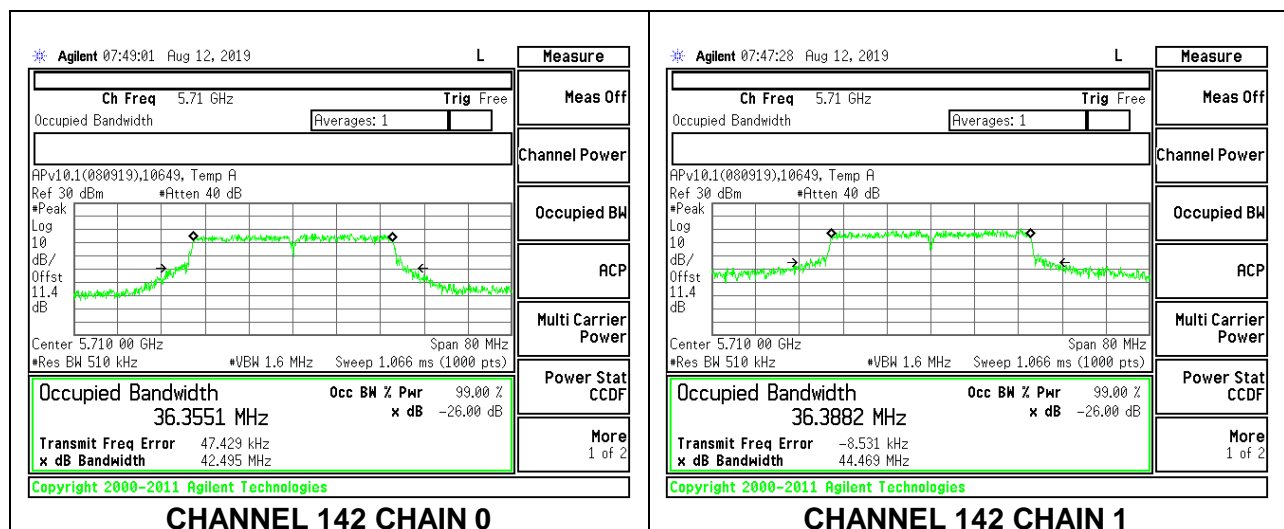 Agilent 07:49:01 Aug 12, 2019 L
Measure
Ch Freq 5.71 GHz Trig Free
Meas Off
Occupied Bandwidth Averages: 1
Channel Power
APv10.1(080919),10649, Temp A
Ref 30 dBm #Atten 40 dB
#Peak
Occupied BW
Log
10
dB/
ACP
Offst
11.4
dB
Multi Carrier
Power
Center 5.710 00 GHz Span 80 MHz
#Res BW 510 kHz #VBW 1.6 MHz Sweep 1.066 ms (1000 pts)
Power Stat
CCDF
Occupied Bandwidth Occ BW % Pwr 99.00 %
36.3551 MHz x dB -26.00 dB
More
1 of 2
Transmit Freq Error 47.429 kHz
x dB Bandwidth 42.495 MHz
Copyright 2000-2011 Agilent Technologies
CHANNEL 142 CHAIN 0
Agilent 07:47:28 Aug 12, 2019 L
Measure
Ch Freq 5.71 GHz Trig Free
Meas Off
Occupied Bandwidth Averages: 1
Channel Power
APv10.1(080919),10649, Temp A
Ref 30 dBm #Atten 40 dB
#Peak
Occupied BW
Log
10
dB/
ACP
Offst
11.4
dB
Multi Carrier
Power
Center 5.710 00 GHz Span 80 MHz
#Res BW 510 kHz #VBW 1.6 MHz Sweep 1.066 ms (1000 pts)
Power Stat
CCDF
Occupied Bandwidth Occ BW % Pwr 99.00 %
36.3882 MHz x dB -26.00 dB
More
1 of 2
Transmit Freq Error -8.531 kHz
x dB Bandwidth 44.469 MHz
Copyright 2000-2011 Agilent Technologies
CHANNEL 142 CHAIN 1